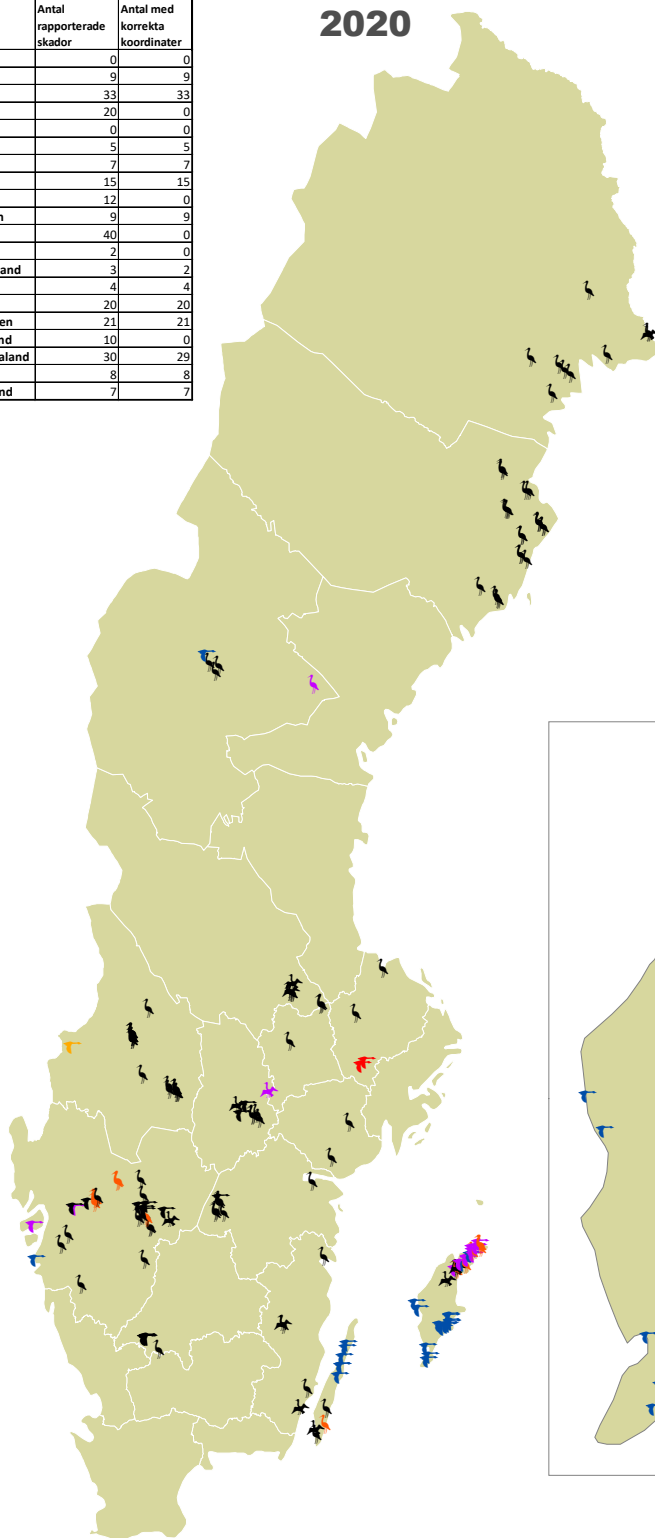 2020
Antal rapporterade skador Antal med korrekta koordinater
0 0
9 9
33 33
20 0
0 0
5 5
7 7
15 15
12 0
n 9 9
40 0
2 0
and 3 2
4 4
20 20
en 21 21
nd 10 0
aland 30 29
8 8
nd 7 7